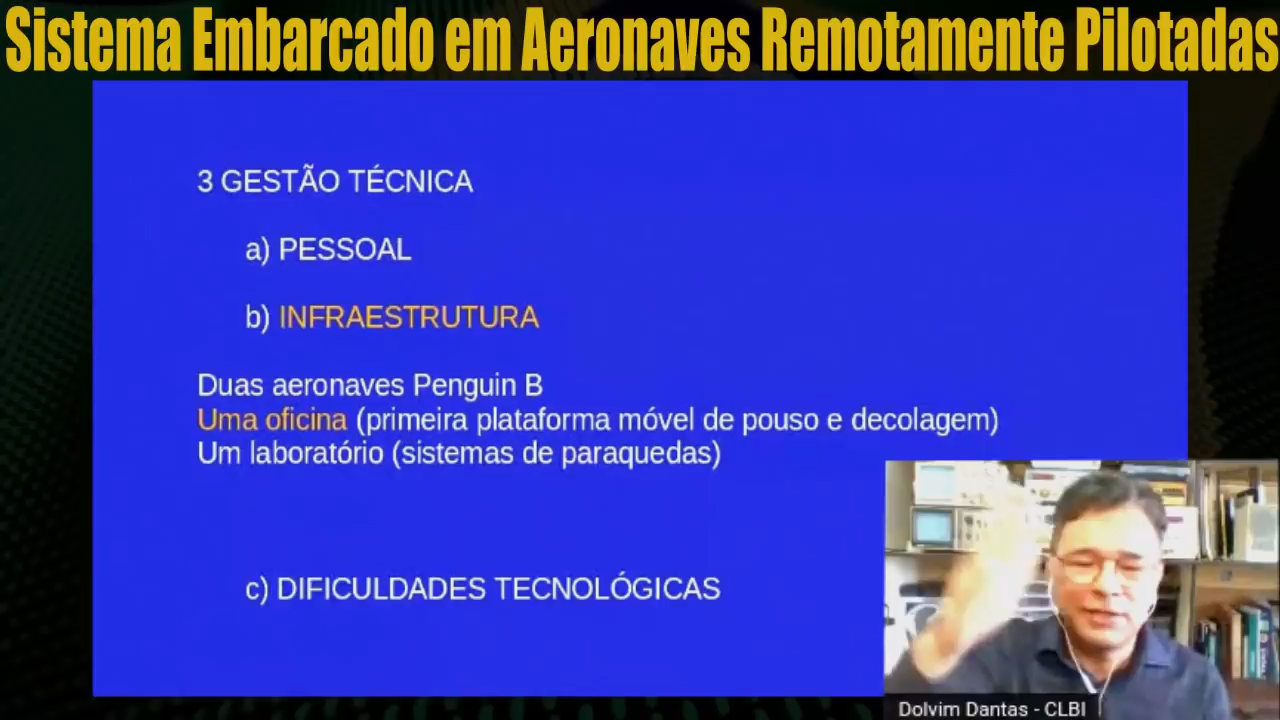 Sistema Embarcado em Aeronaves Remotamente Pilotadas
3 GESTÃO TÉCNICA
a) PESSOAL
b) INFRAESTRUTURA
Duas aeronaves Penguin B
Uma oficina (primeira plataforma móvel de pouso e decolagem)
Um laboratório (sistemas de paraquedas)
c) DIFICULDADES TECNOLÓGICAS
Dolvim Dantas - CLBI